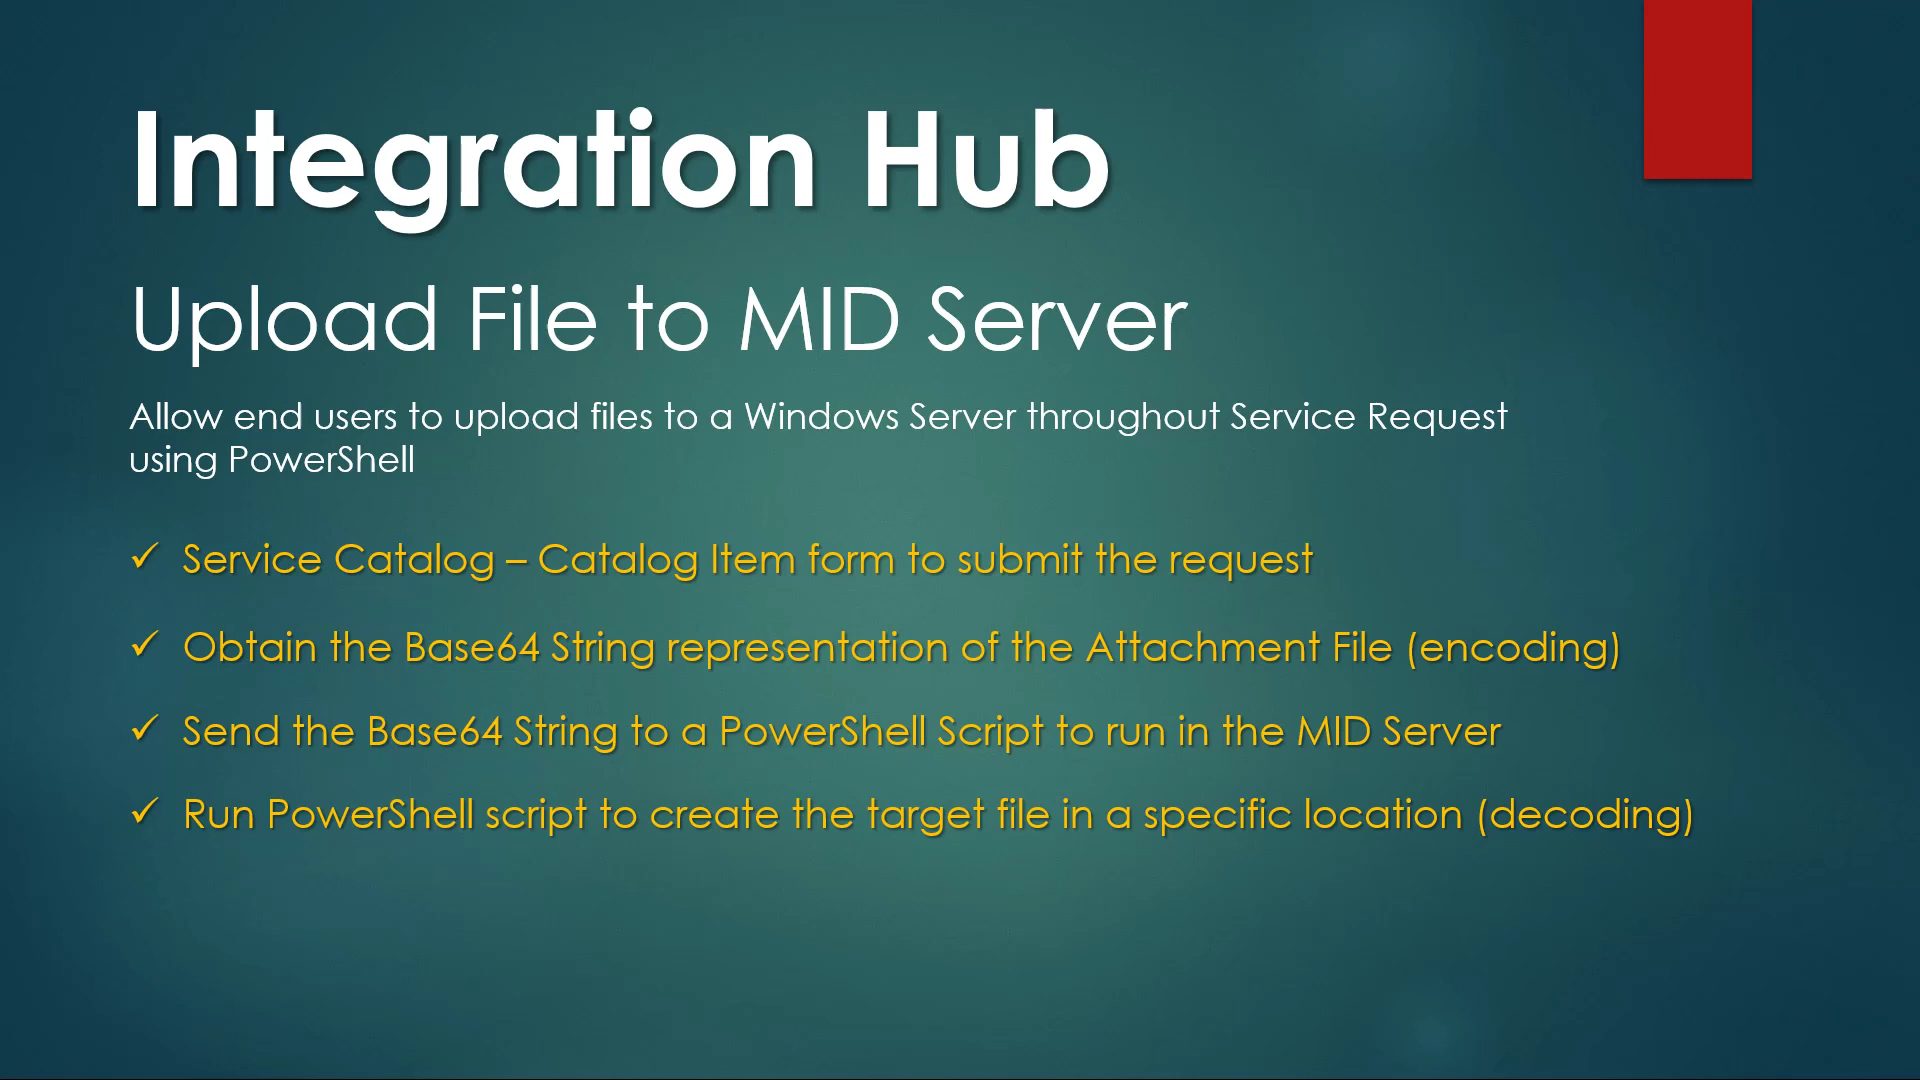 Integration Hub
Upload File to MID Server
Allow end users to upload files to a Windows Server throughout Service Request
using PowerShell
✓ Service Catalog – Catalog Item form to submit the request
✓ Obtain the Base64 String representation of the Attachment File (encoding)
✓ Send the Base64 String to a PowerShell Script to run in the MID Server
✓ Run PowerShell script to create the target file in a specific location (decoding)